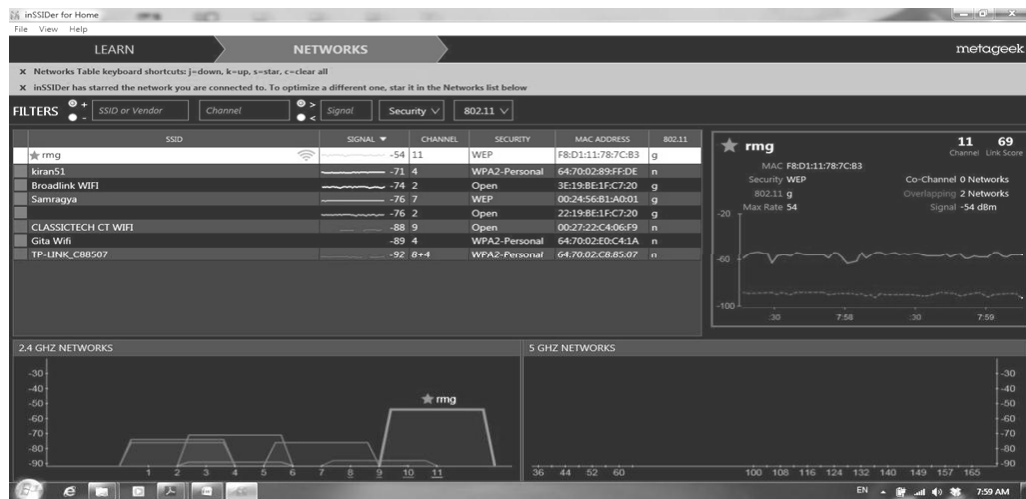 inSSIDer for Home
File View Help
LEARN NETWORKS metageek
x Networks Table keyboard shortcuts: j=down, k=up, s=star, c=clear all
x inSSIDer has starred the network you are connected to. To optimize a different one, star it in the Networks list below
FILTERS + - SSID or Vendor Channel > < Signal Security 802.11
SSID SIGNAL CHANNEL SECURITY MAC ADDRESS 802.11
rmg -54 11 WEP F8:D1:11:78:7C:B3 g
kiran51 -71 4 WPA2-Personal 64:70:02:89:FF:DE n
Broadlink WIFI -74 2 Open 3E:19:BE:1F:C7:20 g
Samragya -76 7 WEP 00:24:56:B1:A0:01 g
-76 2 Open 22:19:BE:1F:C7:20 g
CLASSICTECH CT WIFI -88 9 Open 00:27:22:C4:06:F9 n
Gita Wifi -89 4 WPA2-Personal 64:70:02:E0:C4:1A n
TP-LINK_C88507 -92 8+4 WPA2-Personal 64:70:02:C8:85:07 n
rmg 11 69
Channel Link Score
MAC F8:D1:11:78:7C:B3
Security WEP Co-Channel 0 Networks
802.11 g Overlapping 2 Networks
Max Rate 54 Signal -54 dBm
-20
-60
-100
:30 7:58 :30 7:59
2.4 GHZ NETWORKS
-30
-40
-50
-60
-70
-80
-90
rmg
1 2 3 4 5 6 7 8 9 10 11
5 GHZ NETWORKS
-30
-40
-50
-60
-70
-80
-90
36 44 52 60 100 108 116 124 132 140 149 157 165
EN 7:59 AM